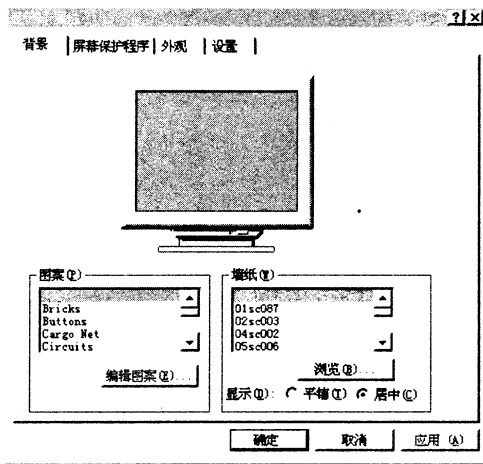 ? ×
背景 屏幕保护程序 外观 设置
图案(P)
Bricks
Buttons
Cargo Net
Circuits
编辑图案(E)...
墙纸(W)
01sc087
02sc003
04sc002
05sc006
浏览(B)...
显示(D): 平铺(T) 居中(C)
确定 取消 应用(A)